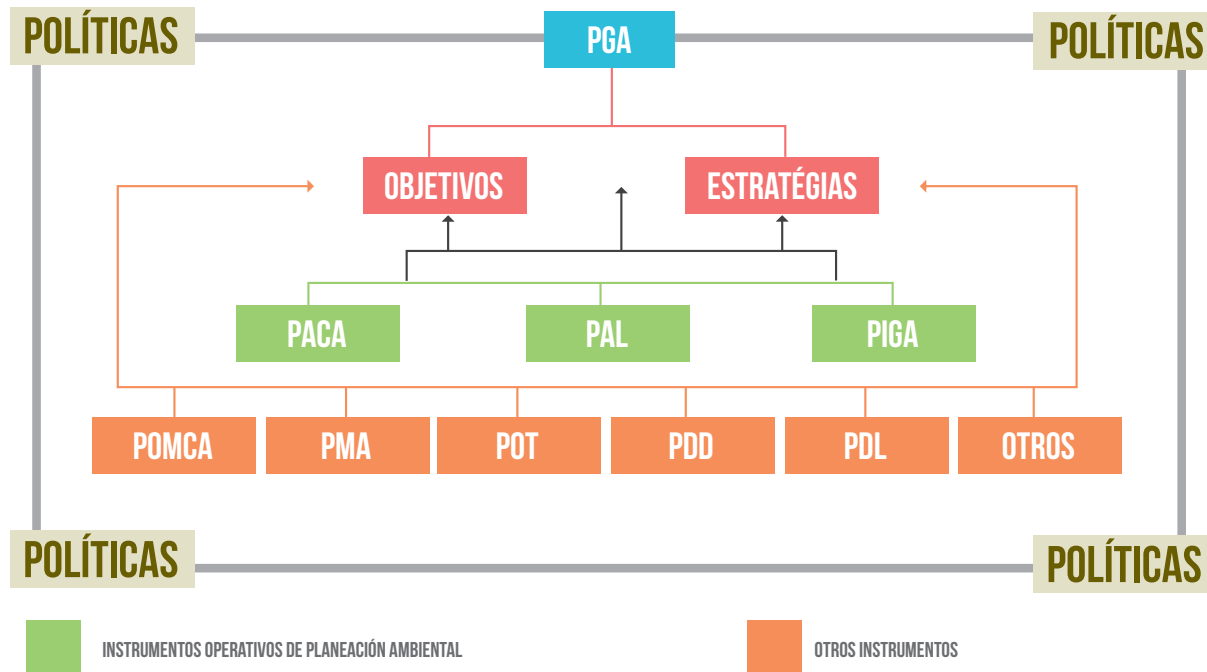 POLÍTICAS
PGA
POLÍTICAS
OBJETIVOS
ESTRATÉGIAS
PACA
PAL
PIGA
POMCA
PMA
POT
PDD
PDL
OTROS
POLÍTICAS
POLÍTICAS
INSTRUMENTOS OPERATIVOS DE PLANEACIÓN AMBIENTAL
OTROS INSTRUMENTOS